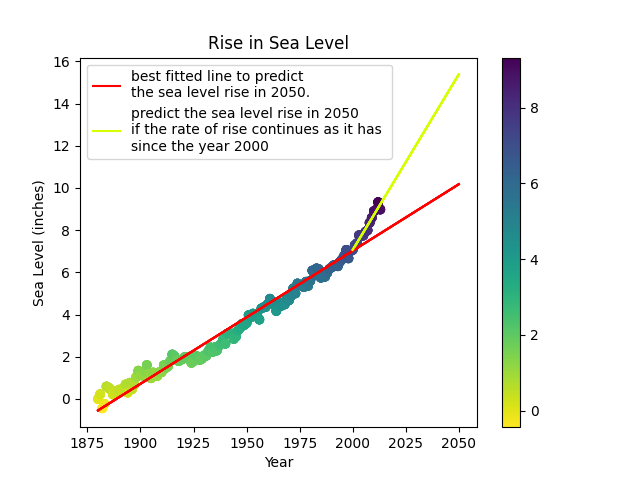 Rise in Sea Level
best fitted line to predict
the sea level rise in 2050.
predict the sea level rise in 2050
if the rate of rise continues as it has
since the year 2000
16
14
12
10
8
6
4
2
0
Sea Level (inches)
1875 1900 1925 1950 1975 2000 2025 2050
Year
8
6
4
2
0